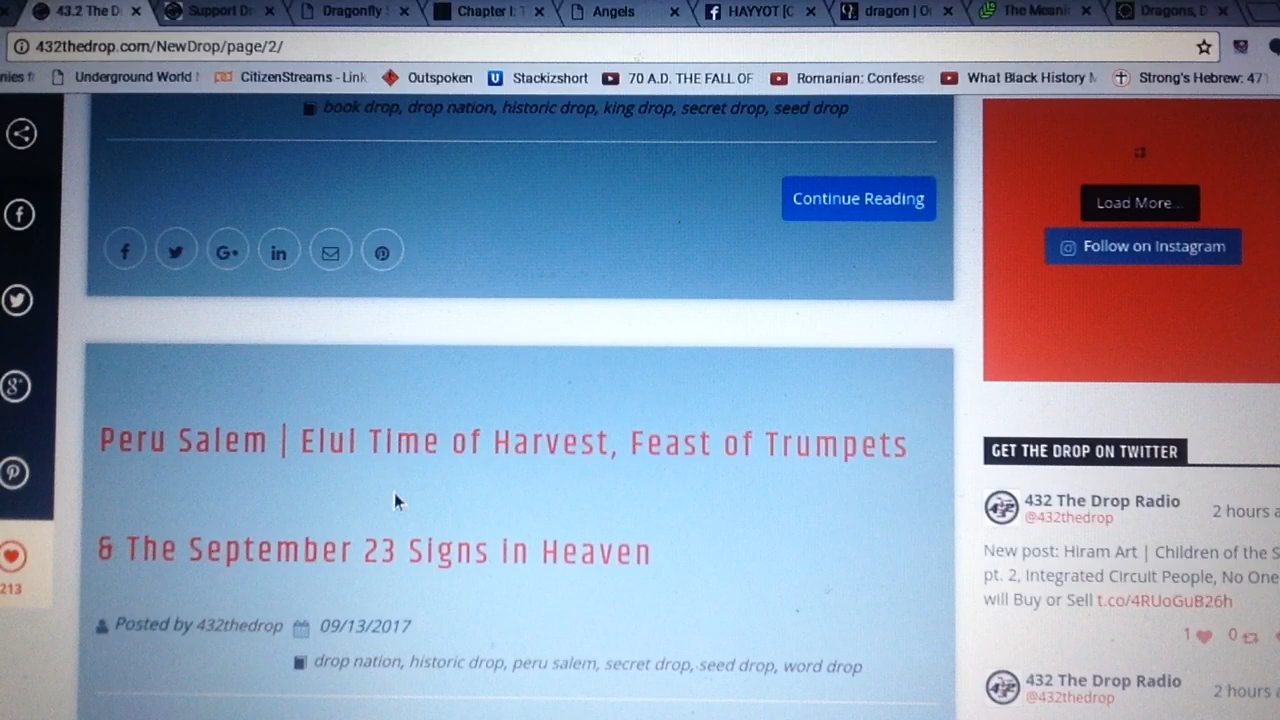 43.2 The D
Support D
Dragonfly
Chapter I:
Angels
HAYYOT [C
dragon | O
The Meani
Dragons, D
432thedrop.com/NewDrop/page/2/
Underground World
CitizenStreams - Link
Outspoken
Stackizshort
70 A.D. THE FALL OF
Romanian: Confesse
What Black History
Strong's Hebrew: 47
book drop, drop nation, historic drop, king drop, secret drop, seed drop
Continue Reading
Load More...
Follow on Instagram
Peru Salem | Elul Time of Harvest, Feast of Trumpets
& The September 23 Signs in Heaven
Posted by 432thedrop 09/13/2017
drop nation, historic drop, peru salem, secret drop, seed drop, word drop
213
GET THE DROP ON TWITTER
432 The Drop Radio
@432thedrop
2 hours
New post: Hiram Art | Children of the S
pt. 2, Integrated Circuit People, No One
will Buy or Sell t.co/4RUoGuB26h
1 0
432 The Drop Radio
@432thedrop
2 hours